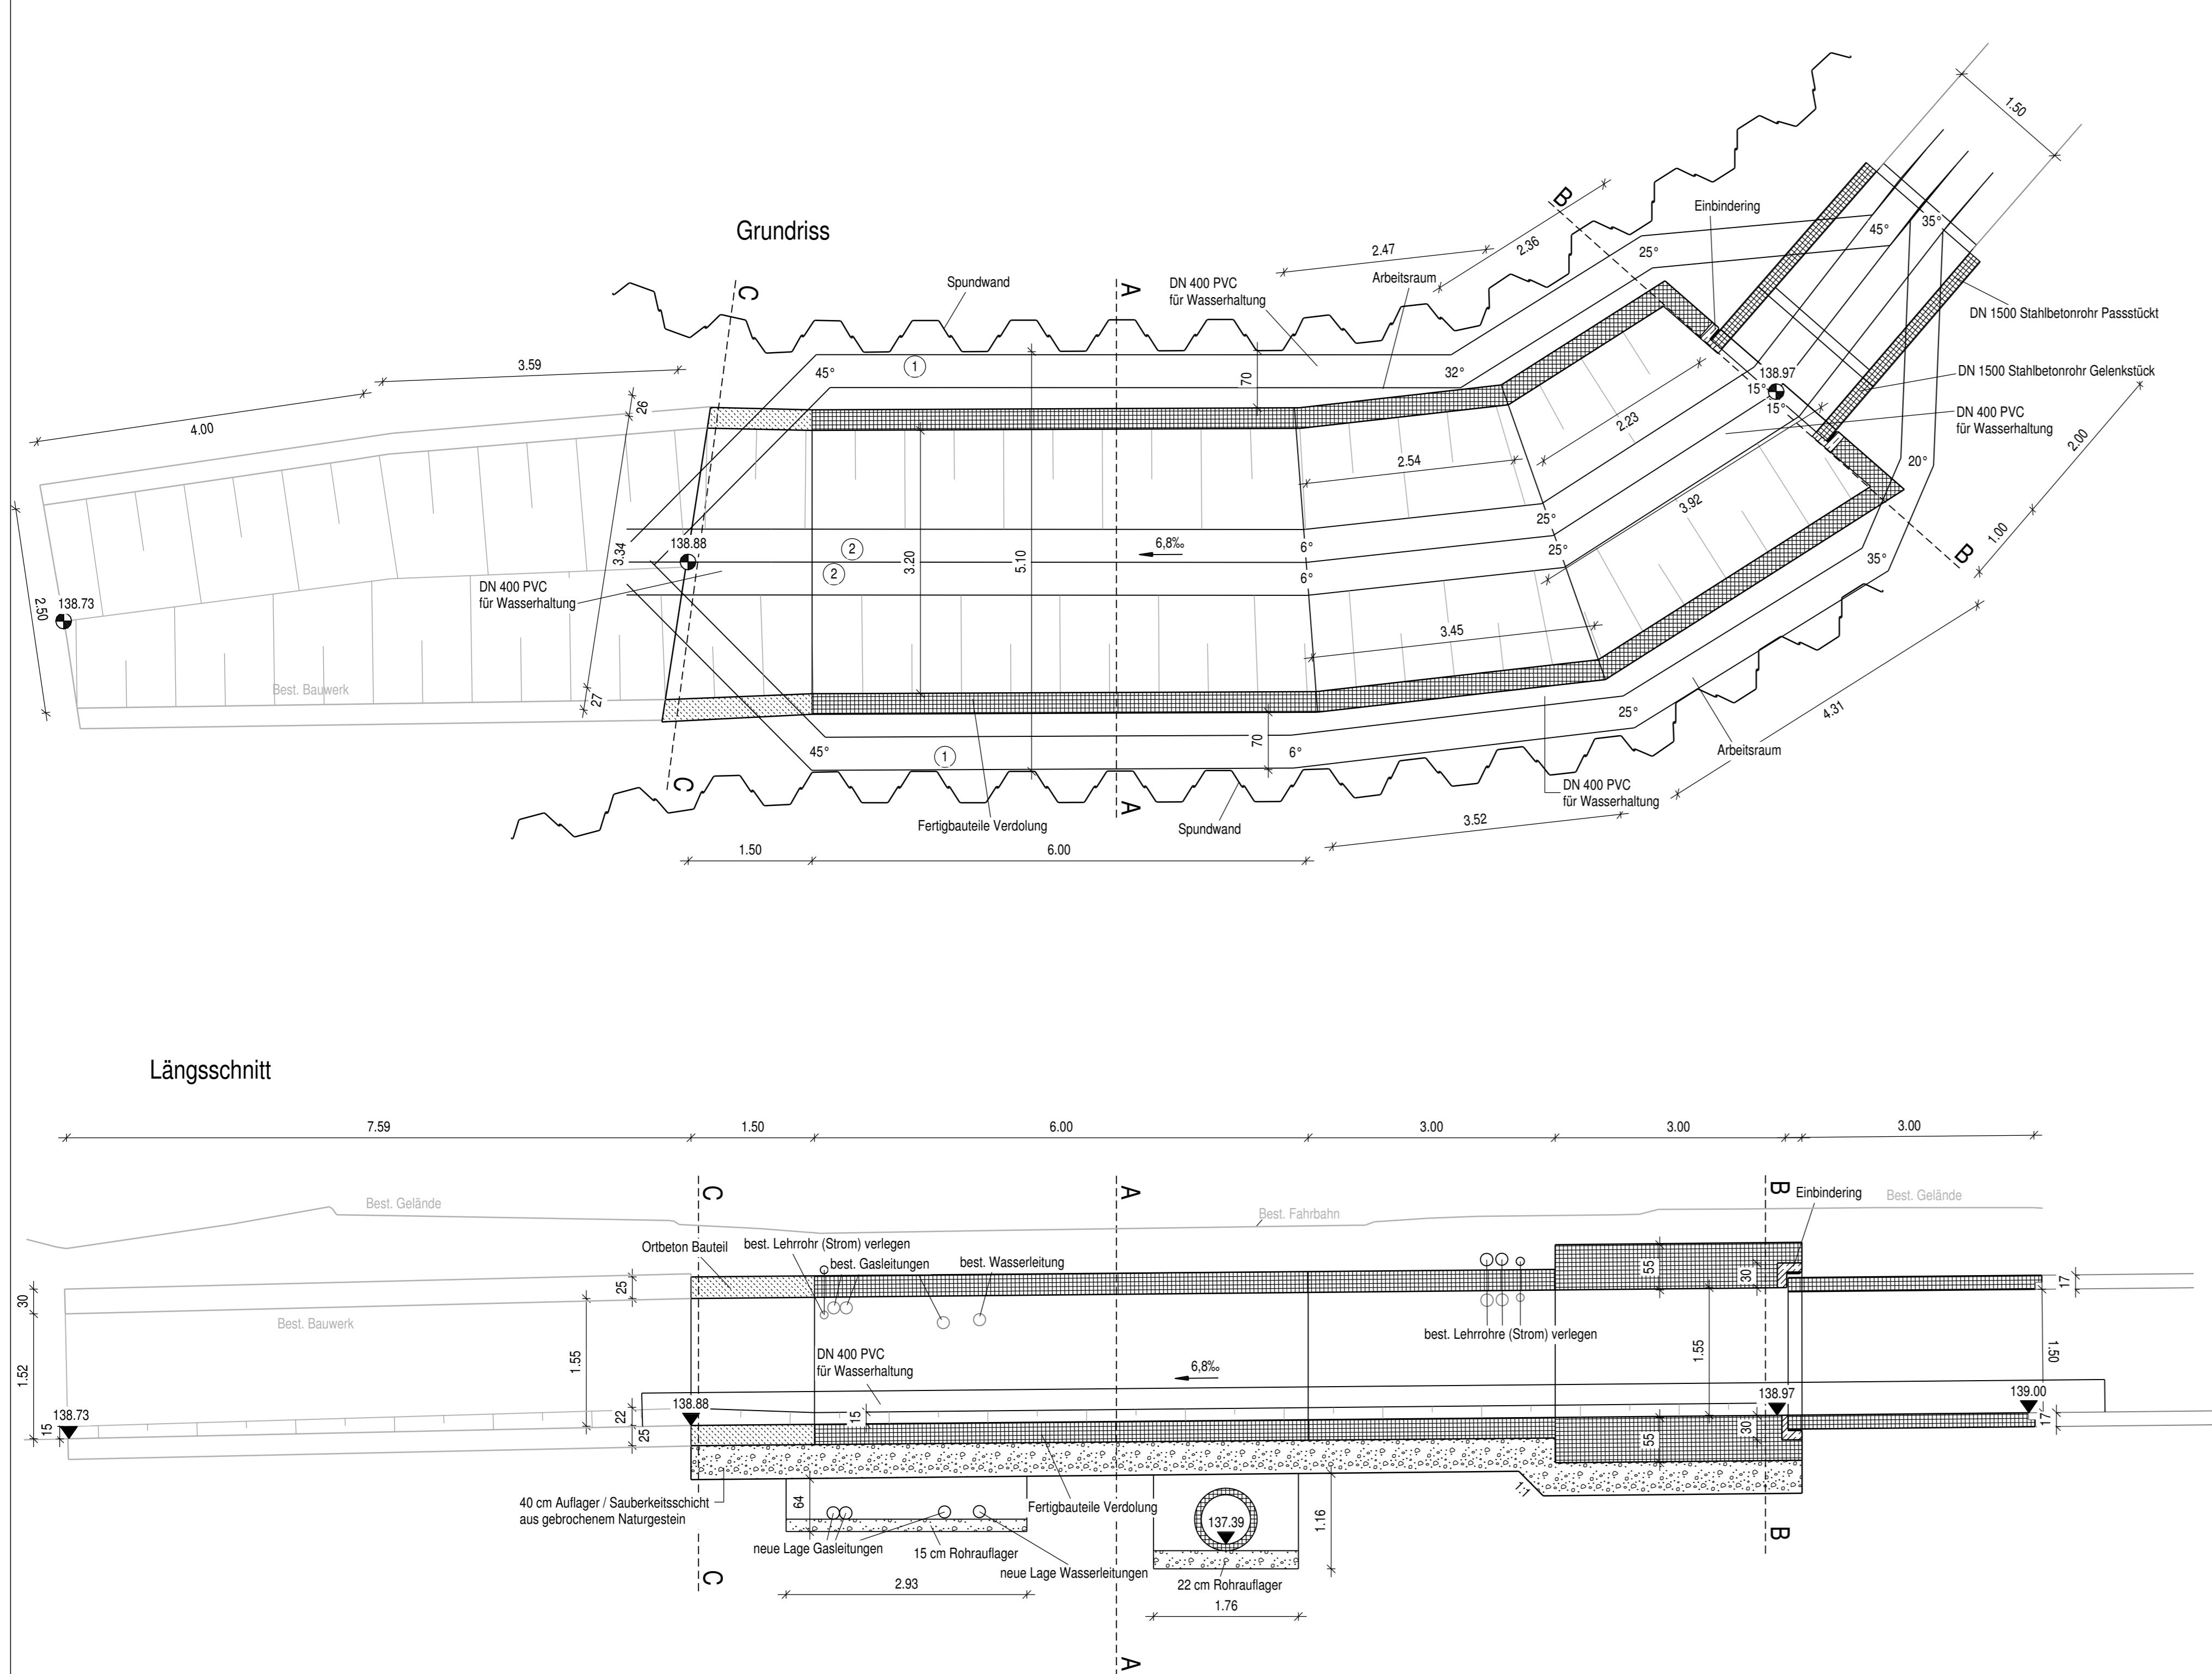 Grundriss
1.50
B
Einbindering
45°
35°
2.36
25°
2.47
Arbeitsraum
DN 400 PVC
für Wasserhaltung
Spundwand
C
A
DN 1500 Stahlbetonrohr Passstückt
3.59
4.00
26
45°
1
70
32°
138.97
15°
15°
DN 1500 Stahlbetonrohr Gelenkstück
DN 400 PVC
für Wasserhaltung
2.00
2.23
2.54
3.92
20°
25°
25°
1.00
B
35°
3.34
138.88
2
2
3.20
5.10
6,8‰
6°
6°
DN 400 PVC
für Wasserhaltung
138.73
2.50
3.45
Best. Bauwerk
27
25°
4.31
45°
1
70
6°
Arbeitsraum
C
A
DN 400 PVC
für Wasserhaltung
Fertigbauteile Verdolung
Spundwand
3.52
1.50
6.00
Längsschnitt
7.59
1.50
6.00
3.00
3.00
3.00
C
A
B
Einbindering
Best. Gelände
Best. Gelände
Best. Fahrbahn
Ortbeton Bauteil
best. Lehrrohr (Strom) verlegen
best. Gasleitungen
best. Wasserleitung
30
25
55
30
17
Best. Bauwerk
best. Lehrrohre (Strom) verlegen
1.52
1.55
DN 400 PVC
für Wasserhaltung
6,8‰
1.55
1.50
138.73
138.88
138.97
139.00
15
22
25
15
55
30
17
40 cm Auflager / Sauberkeitsschicht
aus gebrochenem Naturgestein
64
Fertigbauteile Verdolung
1:1
137.39
1.16
neue Lage Gasleitungen
15 cm Rohrauflager
neue Lage Wasserleitungen
22 cm Rohrauflager
B
C
2.93
1.76
A